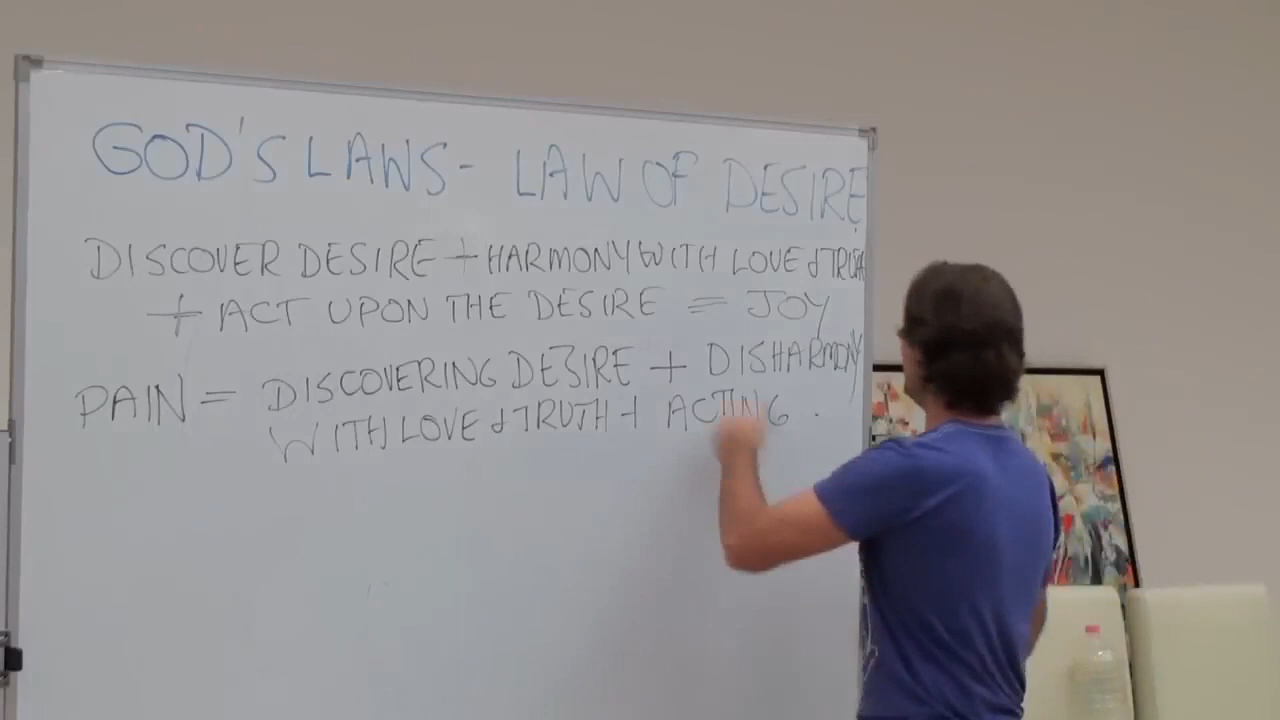 GOD'S LAWS - LAW OF DESIRE
DISCOVER DESIRE + HARMONY WITH LOVE & TRUTH
+ ACT UPON THE DESIRE = JOY
PAIN = DISCOVERING DESIRE + DISHARMONY
WITH LOVE & TRUTH + ACTING.